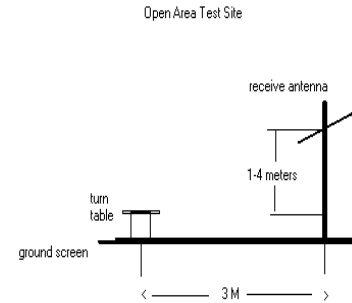 Open Area Test Site
receive antenna
1-4 meters
turn
table
ground screen
3 M